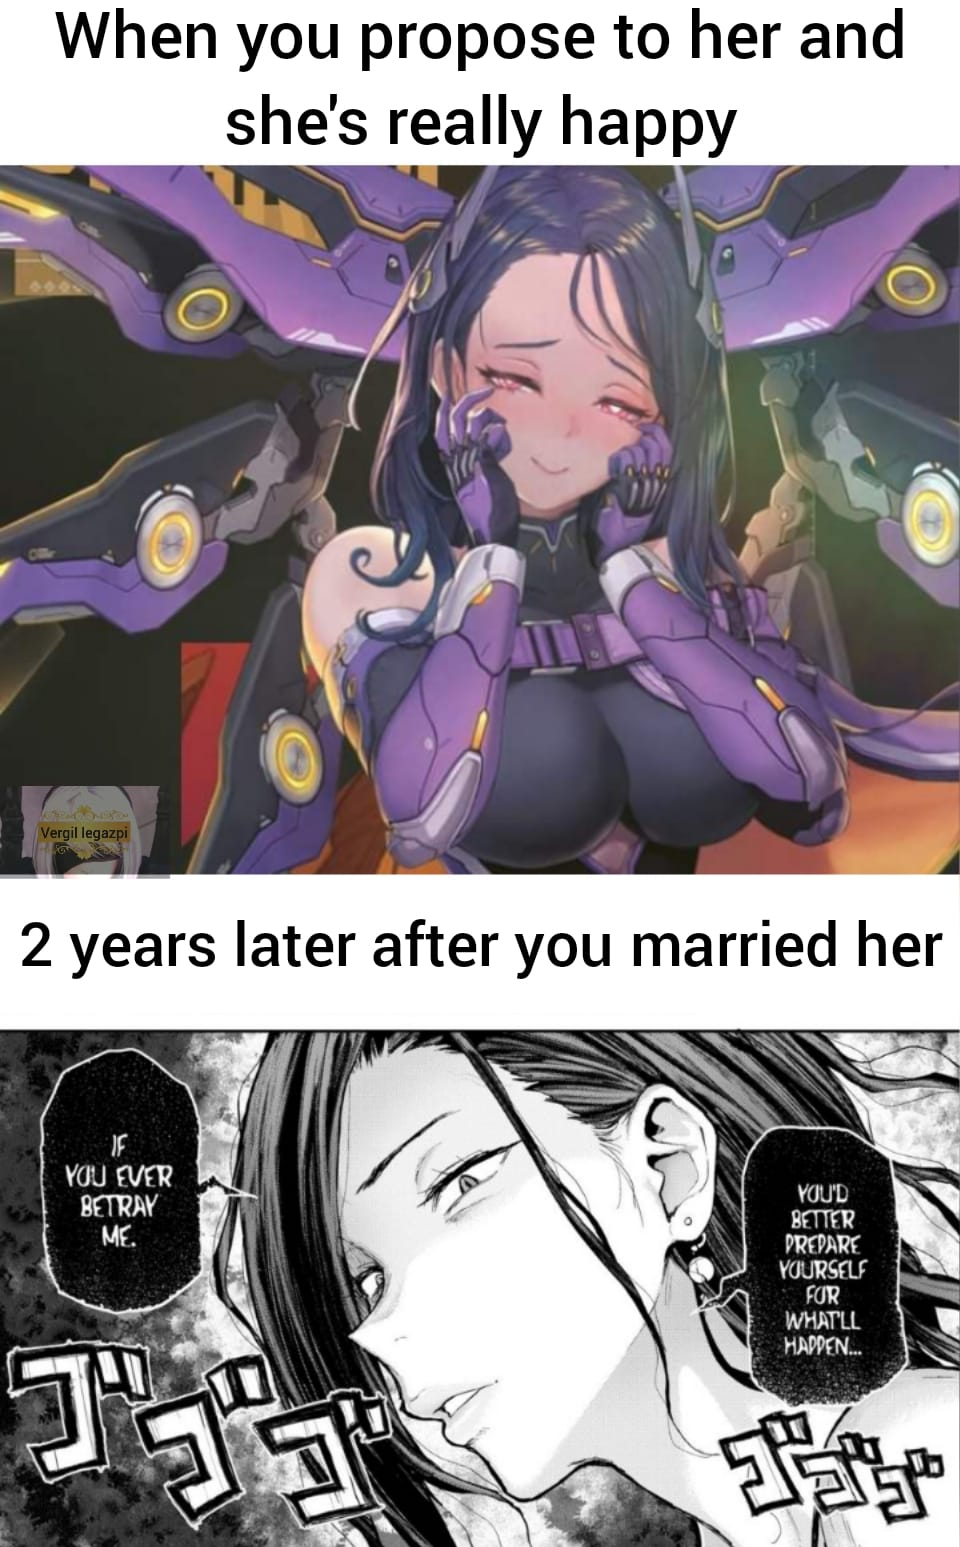 When you propose to her and
she's really happy
Vergil legazpi
2 years later after you married her
IF
YOU EVER
BETRAY
ME.
YOU'D
BETTER
PREPARE
YOURSELF
FOR
WHAT'LL
HAPPEN...
ゴゴゴ
ゴゴゴ